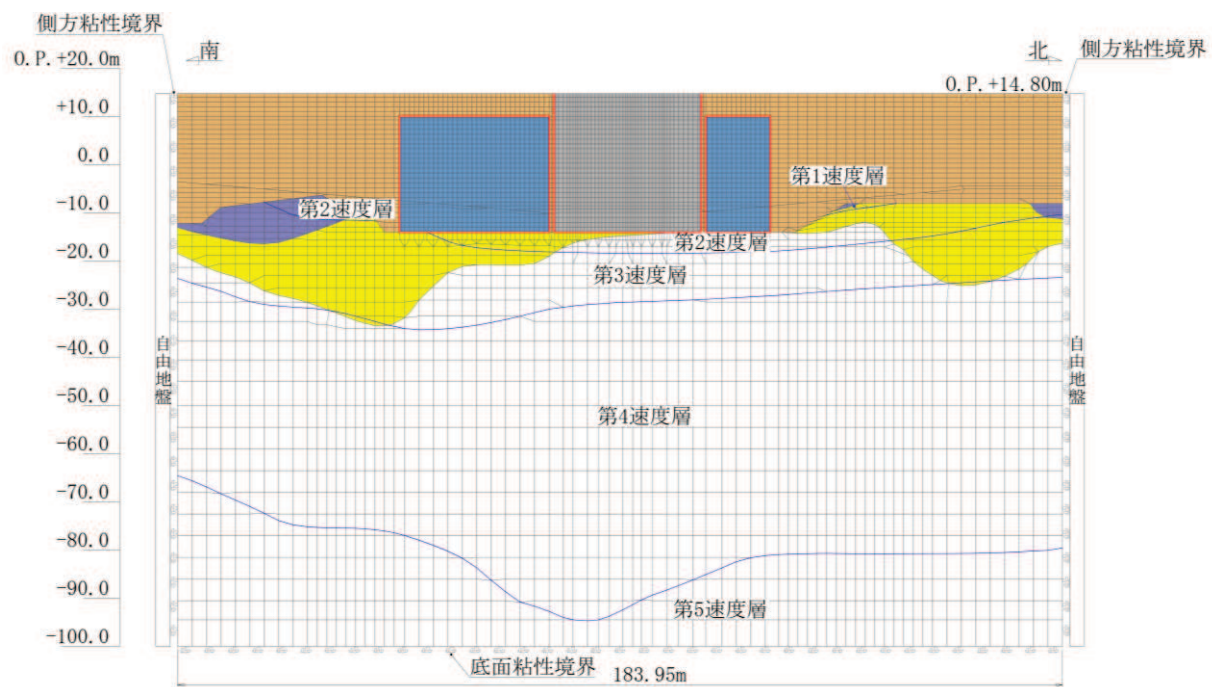 側方粘性境界
O.P.+20.0m
南
北
側方粘性境界
O.P.+14.80m
+10.0
0.0
-10.0
-20.0
-30.0
-40.0
-50.0
-60.0
-70.0
-80.0
-90.0
-100.0
第1速度層
第2速度層
第2速度層
第3速度層
自由地盤
自由地盤
第4速度層
第5速度層
底面粘性境界
183.95m